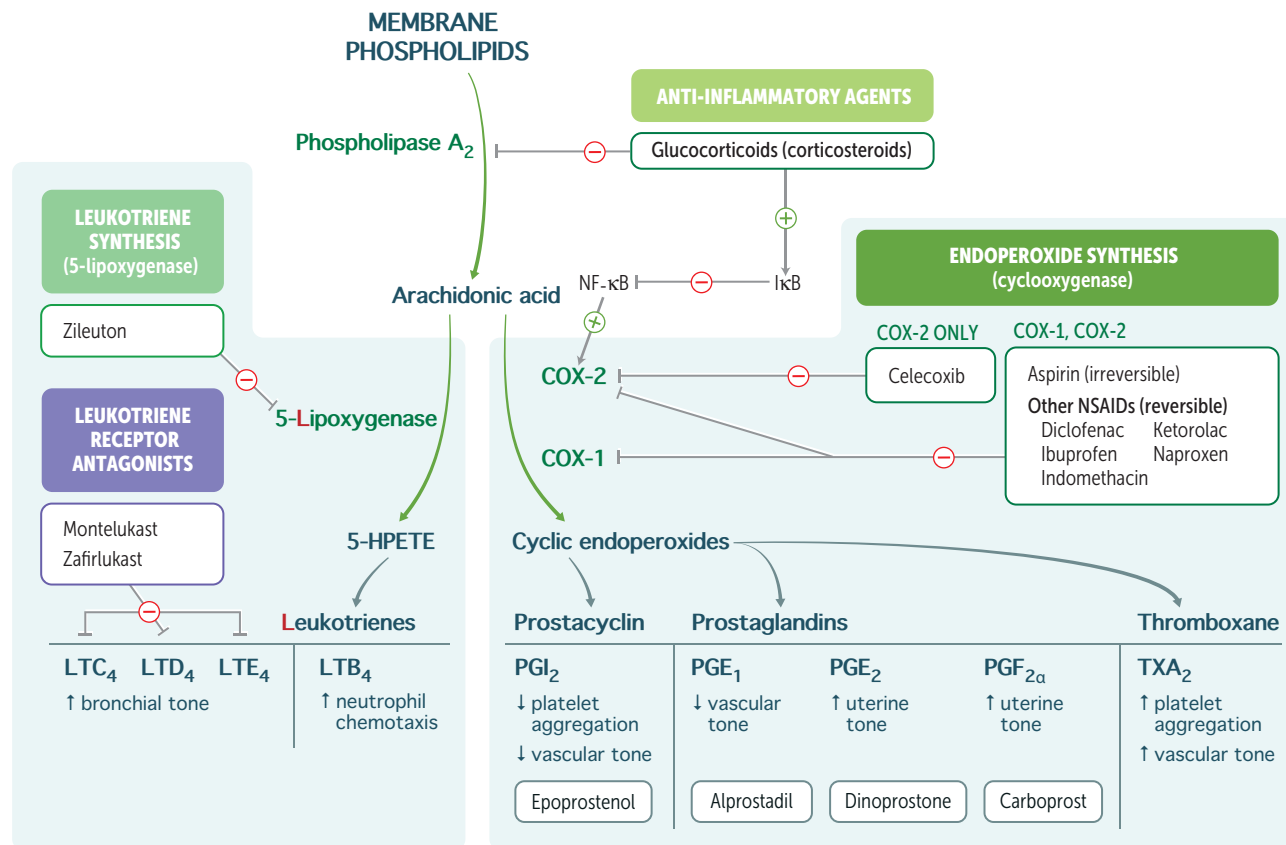 MEMBRANE
PHOSPHOLIPIDS
ANTI-INFLAMMATORY AGENTS
Phospholipase A2
−
Glucocorticoids (corticosteroids)
LEUKOTRIENE
SYNTHESIS
(5-lipoxygenase)
+
ENDOPEROXIDE SYNTHESIS
(cyclooxygenase)
Arachidonic acid
NF-κB
−
IκB
Zileuton
+
COX-2 ONLY
COX-1, COX-2
−
COX-2
−
Celecoxib
Aspirin (irreversible)
Other NSAIDs (reversible)
Diclofenac Ketorolac
Ibuprofen Naproxen
Indomethacin
LEUKOTRIENE
RECEPTOR
ANTAGONISTS
5-Lipoxygenase
COX-1
−
Montelukast
Zafirlukast
5-HPETE
Cyclic endoperoxides
−
Leukotrienes
Prostacyclin
Prostaglandins
Thromboxane
LTC4 LTD4 LTE4
↑ bronchial tone
LTB4
↑ neutrophil
chemotaxis
PGI2
↓ platelet
aggregation
↓ vascular tone
Epoprostenol
PGE1
↓ vascular
tone
Alprostadil
PGE2
↑ uterine
tone
Dinoprostone
PGF2α
↑ uterine
tone
Carboprost
TXA2
↑ platelet
aggregation
↑ vascular tone